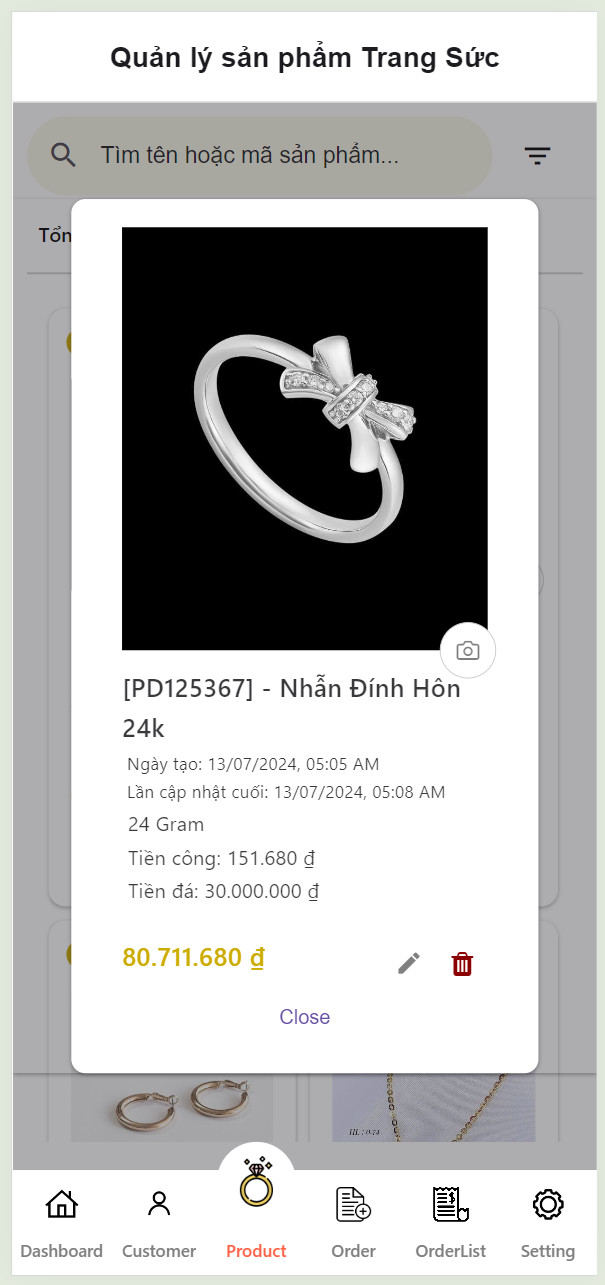 Quản lý sản phẩm Trang Sức
Tìm tên hoặc mã sản phẩm...
Tổn
[PD125367] - Nhẫn Đính Hôn
24k
Ngày tạo: 13/07/2024, 05:05 AM
Lần cập nhật cuối: 13/07/2024, 05:08 AM
24 Gram
Tiền công: 151.680 ₫
Tiền đá: 30.000.000 ₫
80.711.680 ₫
Close
Dashboard
Customer
Product
Order
OrderList
Setting